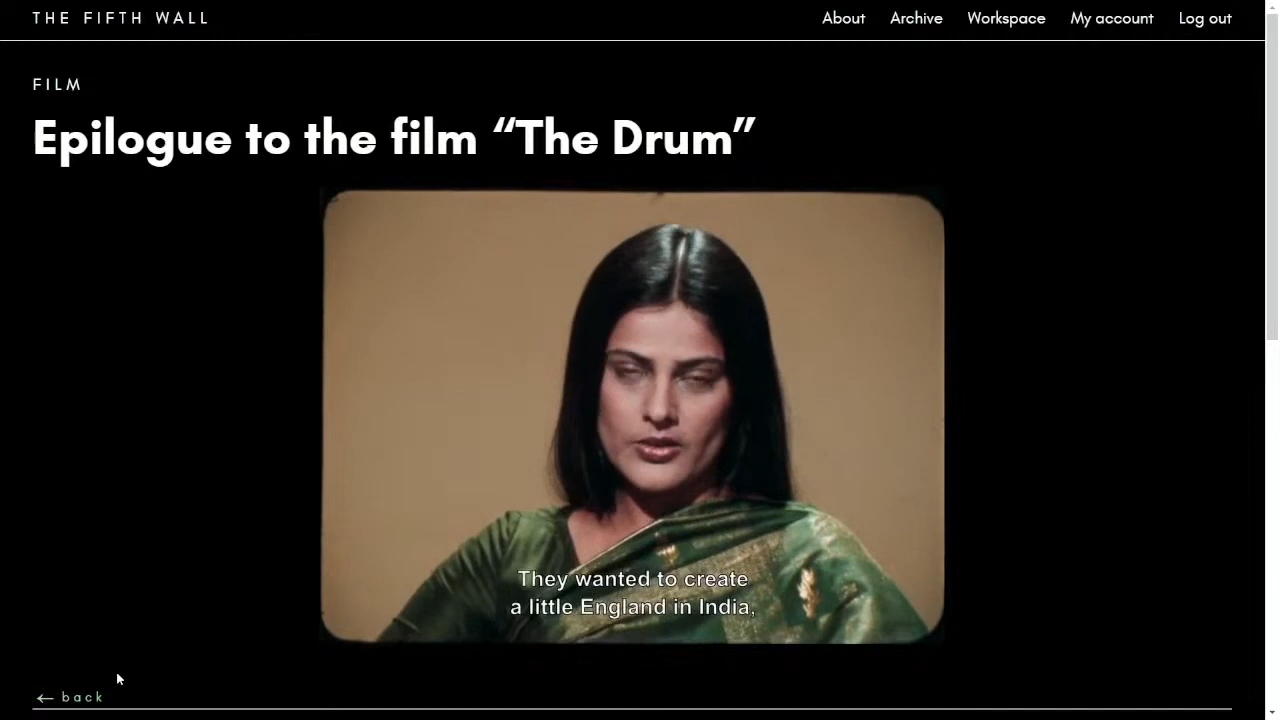 THE FIFTH WALL
About Archive Workspace My account Log out
FILM
Epilogue to the film “The Drum”
They wanted to create
a little England in India,
← back